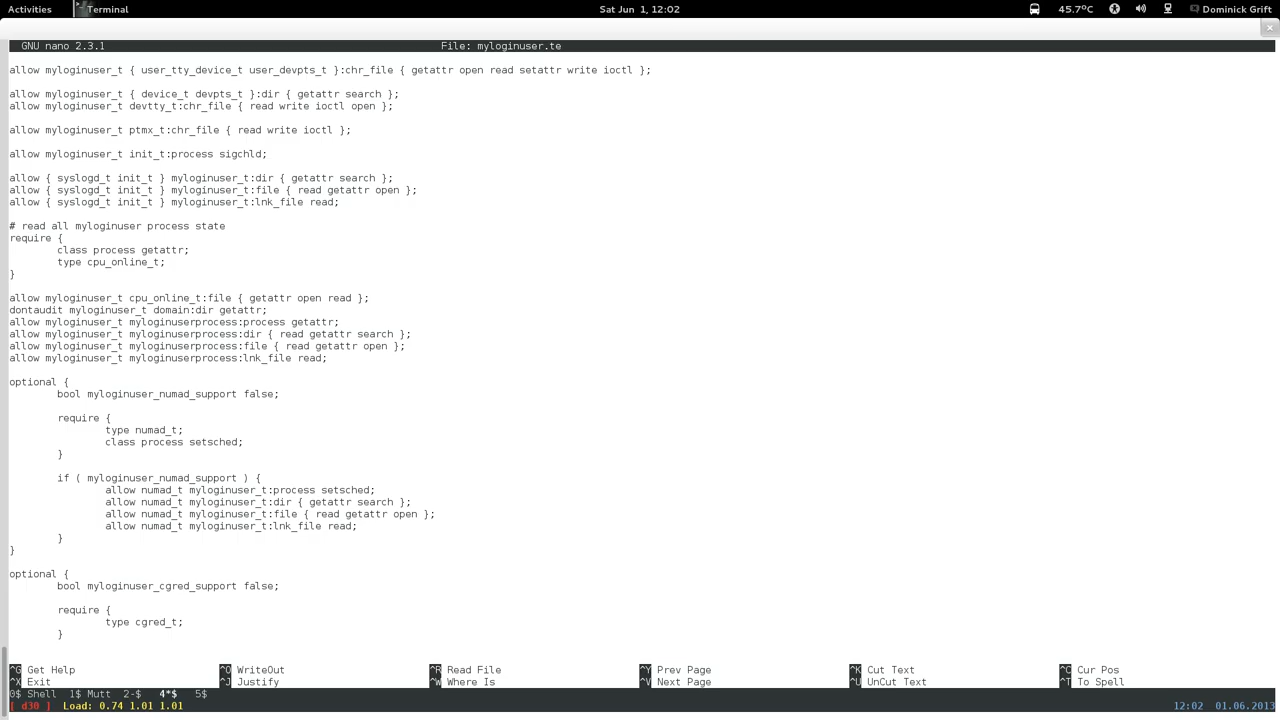 Activities Terminal Sat Jun 1, 12:02 45.7°C Dominick Grift
GNU nano 2.3.1 File: myloginuser.te
allow myloginuser_t { user_tty_device_t user_devpts_t }:chr_file { getattr open read setattr write ioctl };
allow myloginuser_t { device_t devpts_t }:dir { getattr search };
allow myloginuser_t devtty_t:chr_file { read write ioctl open };
allow myloginuser_t ptmx_t:chr_file { read write ioctl };
allow myloginuser_t init_t:process sigchld;
allow { syslogd_t init_t } myloginuser_t:dir { getattr search };
allow { syslogd_t init_t } myloginuser_t:file { read getattr open };
allow { syslogd_t init_t } myloginuser_t:lnk_file read;
# read all myloginuser process state
require {
class process getattr;
type cpu_online_t;
}
allow myloginuser_t cpu_online_t:file { getattr open read };
dontaudit myloginuser_t domain:dir getattr;
allow myloginuser_t myloginuserprocess:process getattr;
allow myloginuser_t myloginuserprocess:dir { read getattr search };
allow myloginuser_t myloginuserprocess:file { read getattr open };
allow myloginuser_t myloginuserprocess:lnk_file read;
optional {
bool myloginuser_numad_support false;
require {
type numad_t;
class process setsched;
}
if ( myloginuser_numad_support ) {
allow numad_t myloginuser_t:process setsched;
allow numad_t myloginuser_t:dir { getattr search };
allow numad_t myloginuser_t:file { read getattr open };
allow numad_t myloginuser_t:lnk_file read;
}
}
optional {
bool myloginuser_cgred_support false;
require {
type cgred_t;
}
^G Get Help ^O WriteOut ^R Read File ^Y Prev Page ^K Cut Text ^C Cur Pos
^X Exit ^J Justify ^W Where Is ^V Next Page ^U UnCut Text ^T To Spell
0$ Shell 1$ Mutt 2-$ 4*$ 5$
[ d30 ] Load: 0.74 1.01 1.01 12:02 01.06.2013